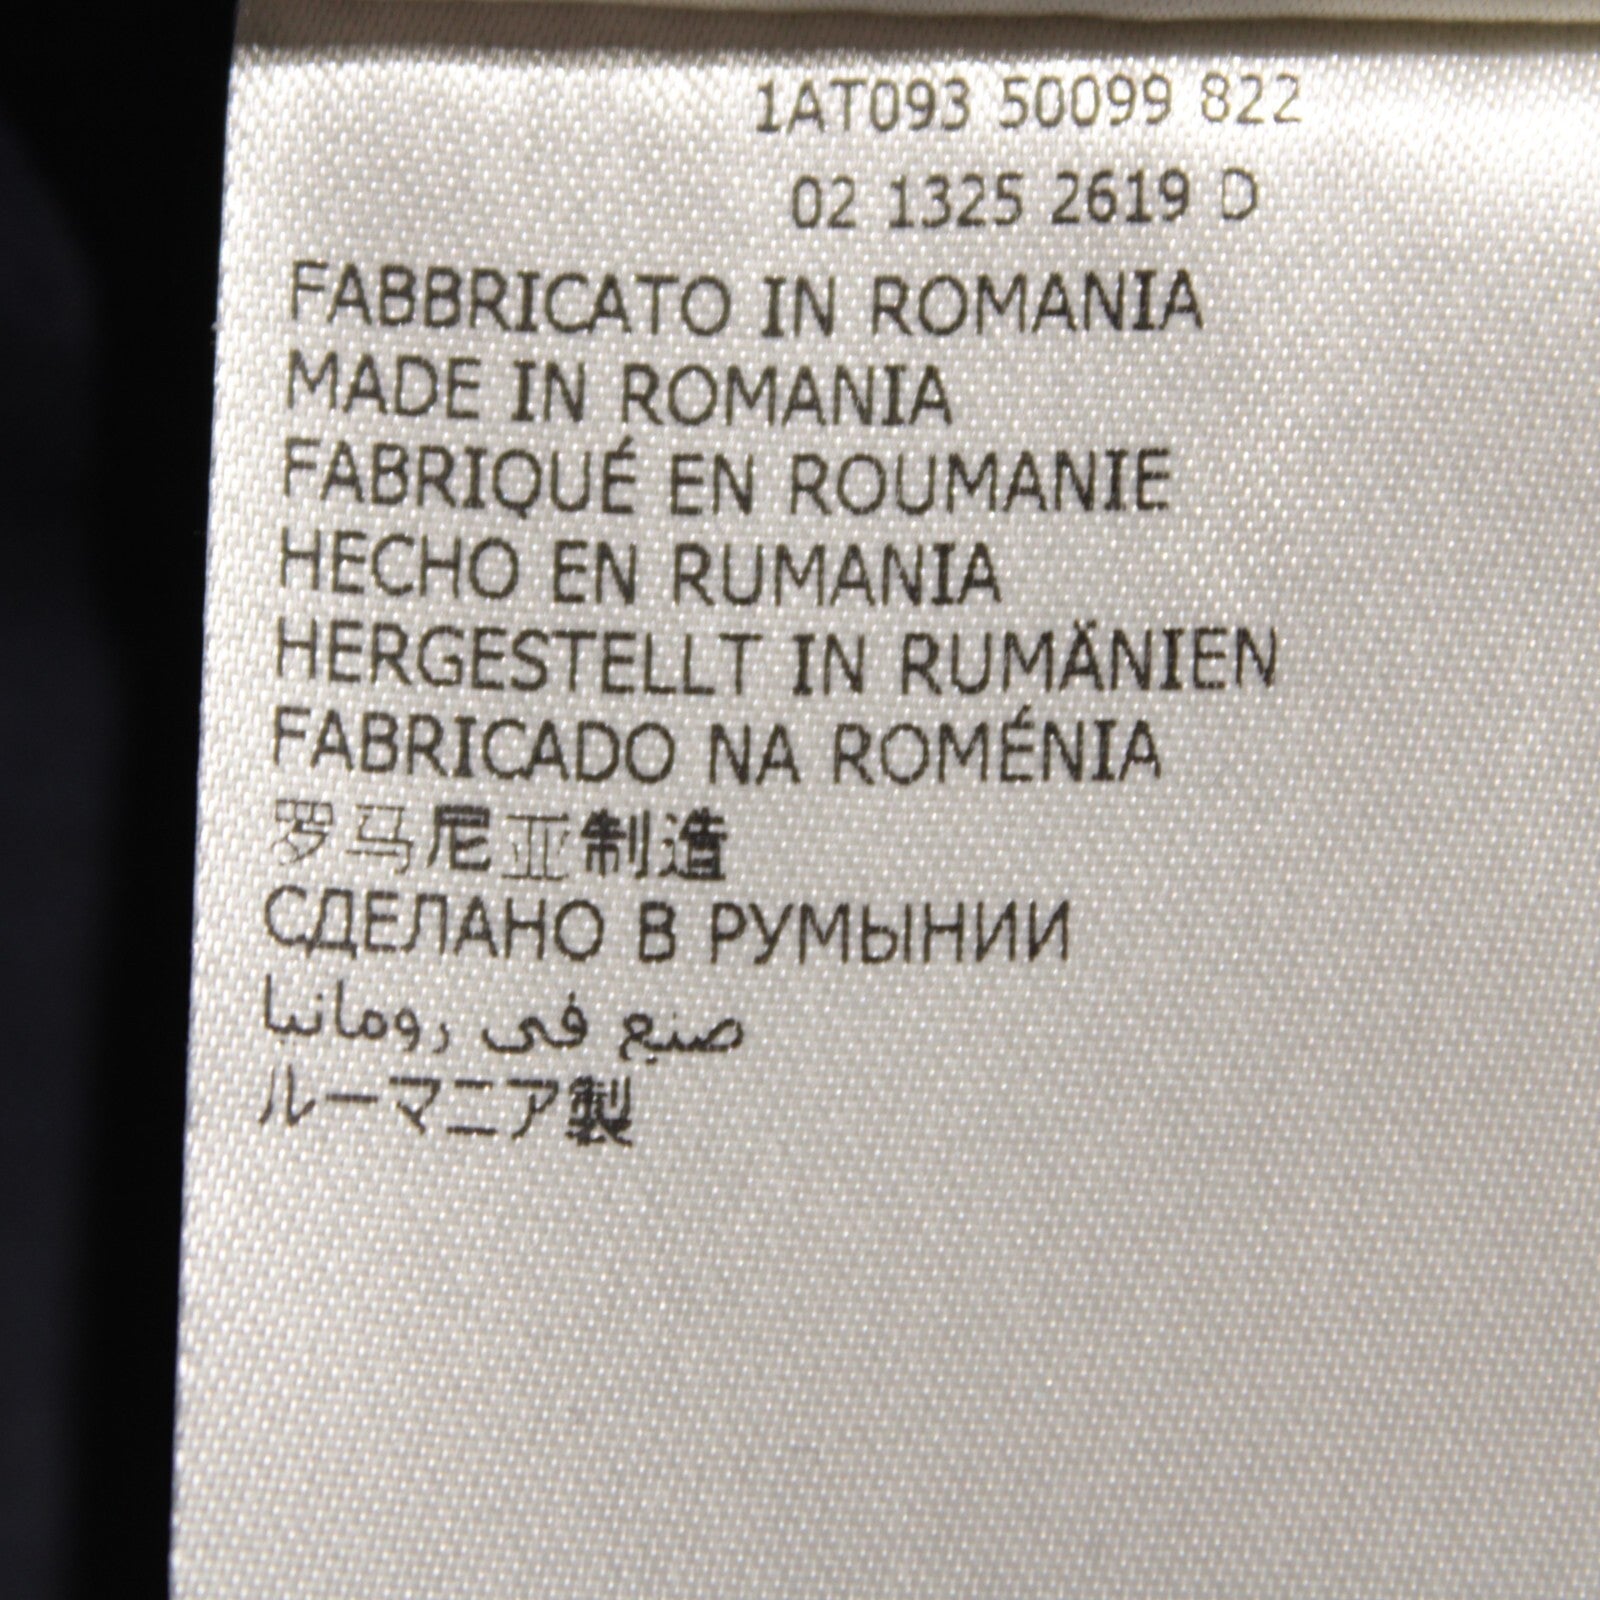 1AT093 50099 822
02 1325 2619 D
FABBRICATO IN ROMANIA
MADE IN ROMANIA
FABRIQUÉ EN ROUMANIE
HECHO EN RUMANIA
HERGESTELLT IN RUMÄNIEN
FABRICADO NA ROMÉNIA
罗马尼亚制造
СДЕЛАНО В РУМЫНИИ
صنع فى رومانيا
ルーマニア製